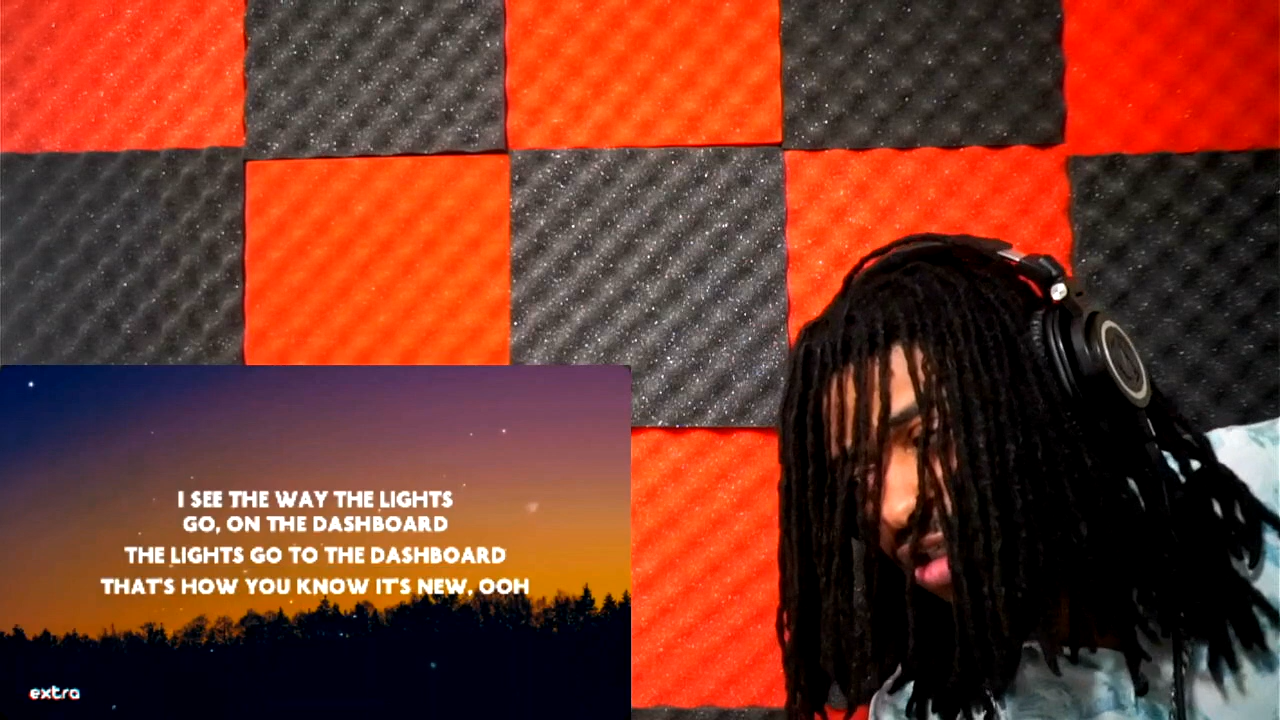 I SEE THE WAY THE LIGHTS
GO, ON THE DASHBOARD
THE LIGHTS GO TO THE DASHBOARD
THAT'S HOW YOU KNOW IT'S NEW, OOH
extra